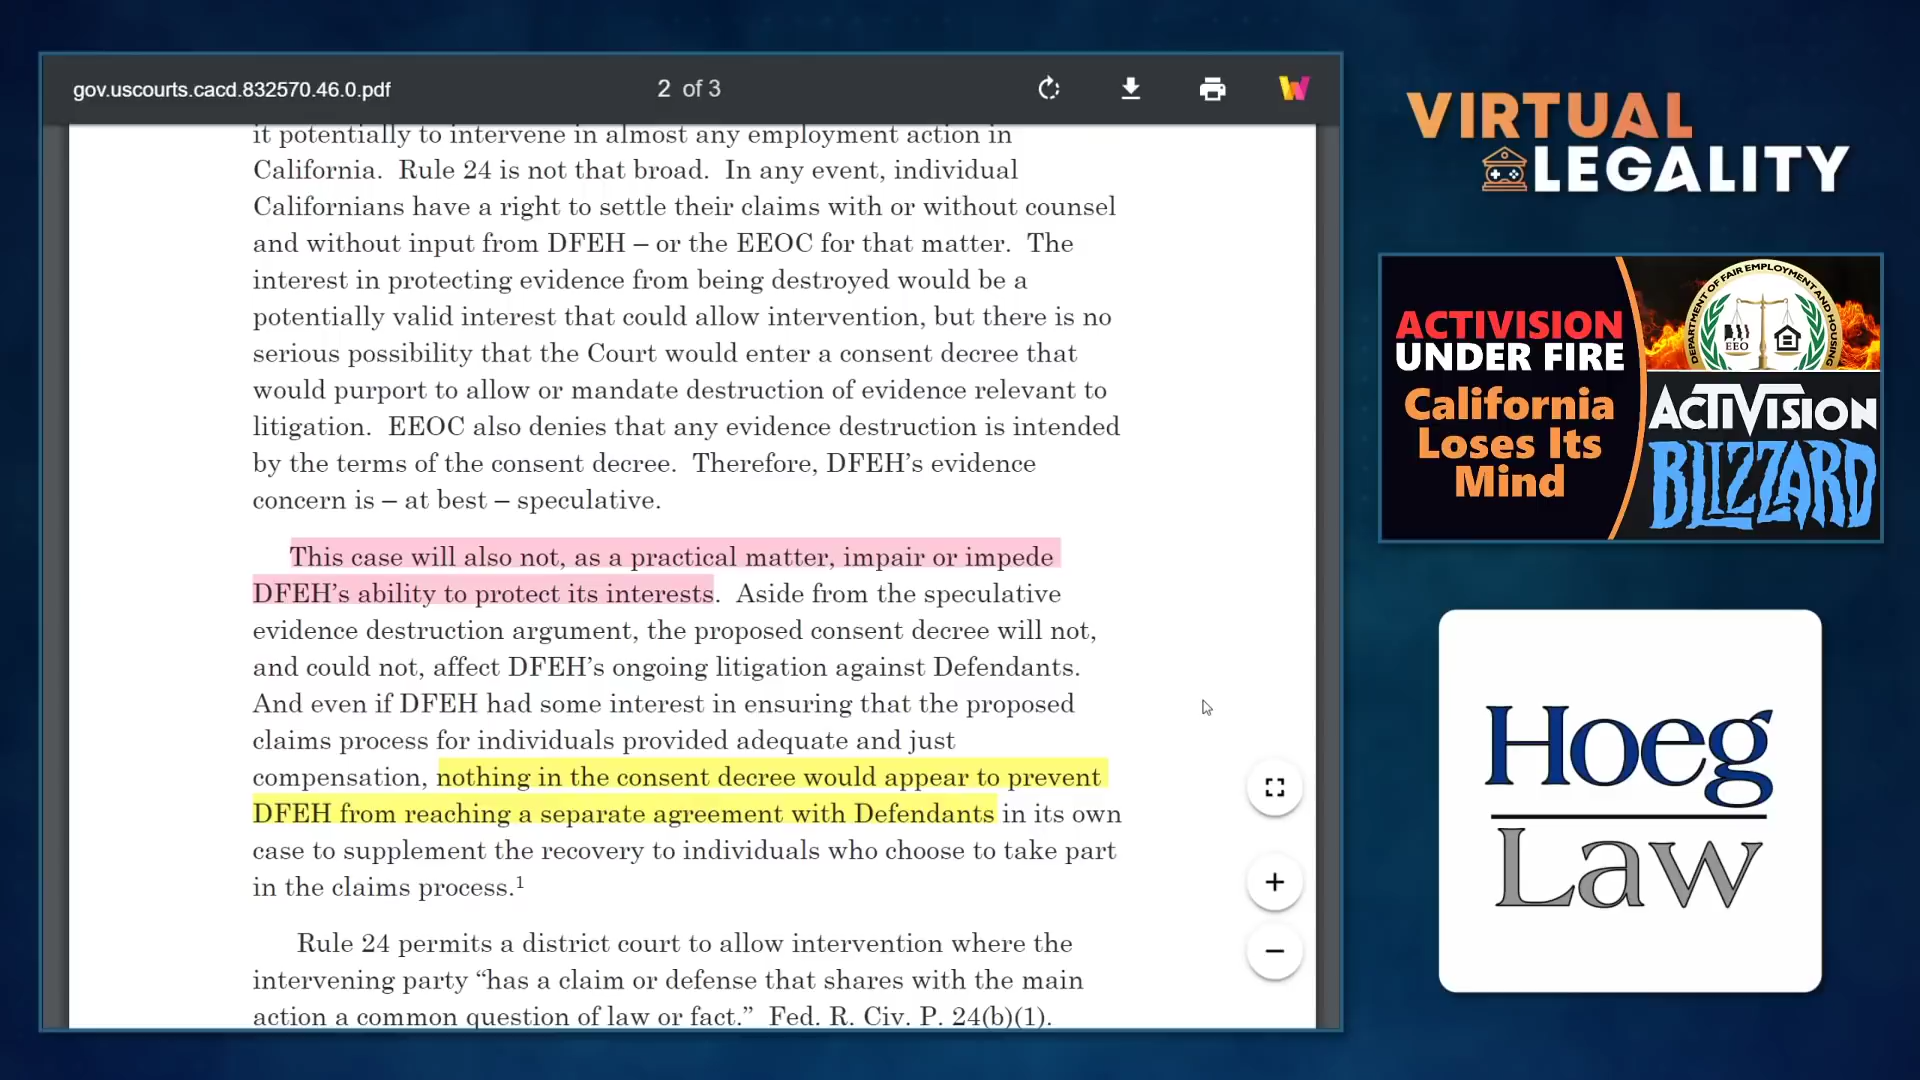 gov.uscourts.cacd.832570.46.0.pdf
2 of 3
it potentially to intervene in almost any employment action in
California. Rule 24 is not that broad. In any event, individual
Californians have a right to settle their claims with or without counsel
and without input from DFEH – or the EEOC for that matter. The
interest in protecting evidence from being destroyed would be a
potentially valid interest that could allow intervention, but there is no
serious possibility that the Court would enter a consent decree that
would purport to allow or mandate destruction of evidence relevant to
litigation. EEOC also denies that any evidence destruction is intended
by the terms of the consent decree. Therefore, DFEH’s evidence
concern is – at best – speculative.
This case will also not, as a practical matter, impair or impede
DFEH’s ability to protect its interests. Aside from the speculative
evidence destruction argument, the proposed consent decree will not,
and could not, affect DFEH’s ongoing litigation against Defendants.
And even if DFEH had some interest in ensuring that the proposed
claims process for individuals provided adequate and just
compensation, nothing in the consent decree would appear to prevent
DFEH from reaching a separate agreement with Defendants in its own
case to supplement the recovery to individuals who choose to take part
in the claims process.¹
Rule 24 permits a district court to allow intervention where the
intervening party “has a claim or defense that shares with the main
action a common question of law or fact.” Fed. R. Civ. P. 24(b)(1).
VIRTUAL
LEGALITY
ACTIVISION
UNDER FIRE
California
Loses Its
Mind
DEPARTMENT OF FAIR EMPLOYMENT AND HOUSING
EEO
ACTIVISION
BLIZZARD
Hoeg
Law